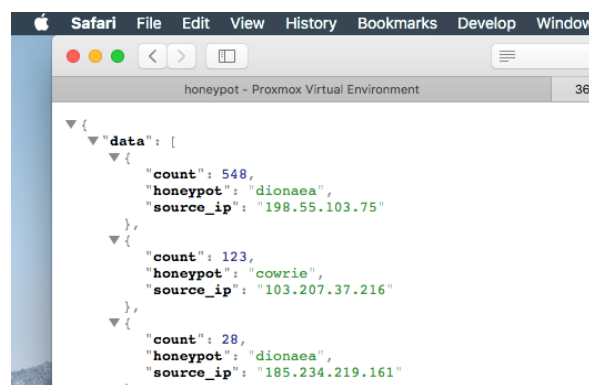 Safari File Edit View History Bookmarks Develop Window
honeypot - Proxmox Virtual Environment 36
{
"data": [
{
"count": 548,
"honeypot": "dionaea",
"source_ip": "198.55.103.75"
},
{
"count": 123,
"honeypot": "cowrie",
"source_ip": "103.207.37.216"
},
{
"count": 28,
"honeypot": "dionaea",
"source_ip": "185.234.219.161"